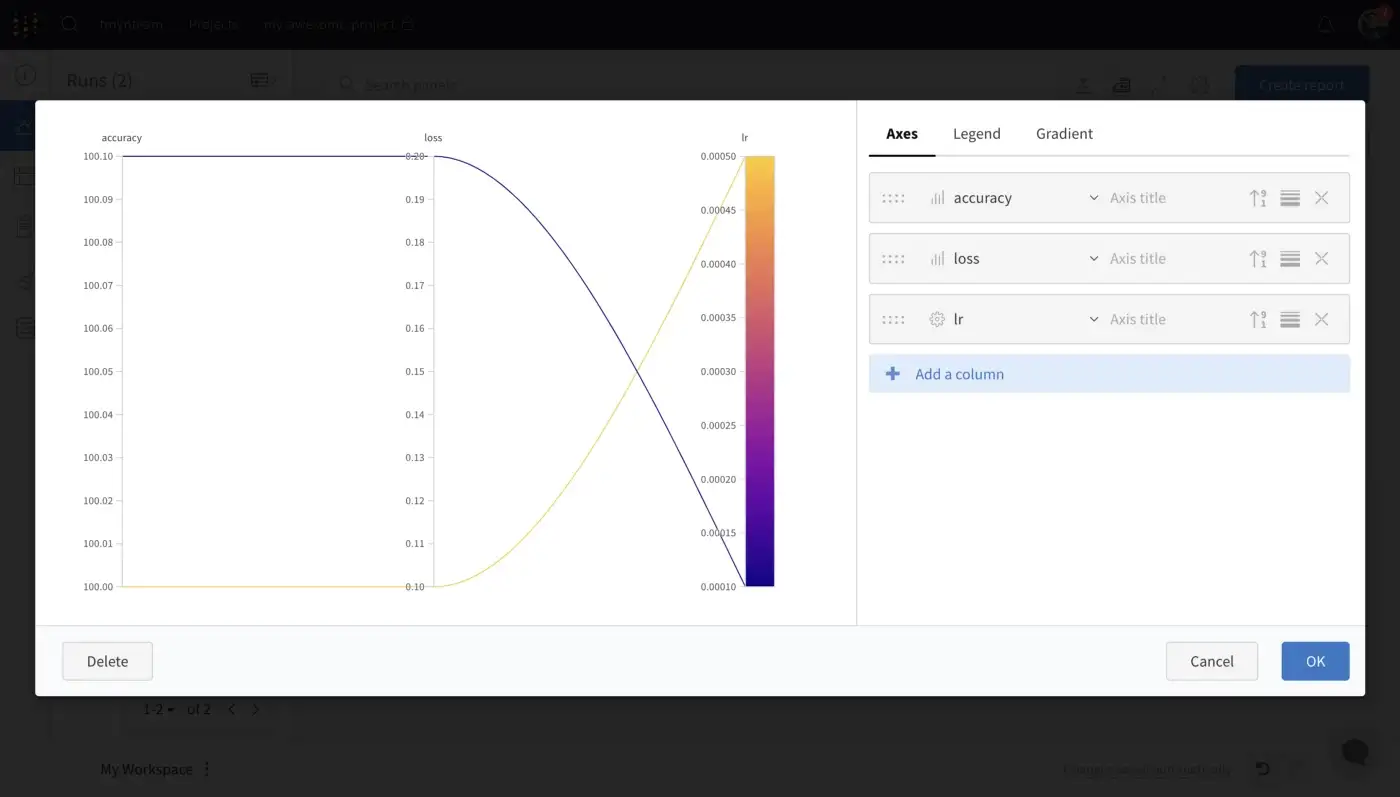 Projects
my-awesome-project
Runs (2)
Search panels
Create report
accuracy loss lr
100.10 0.20 0.00050
100.09 0.19 0.00045
100.08 0.18 0.00040
100.07 0.17 0.00035
100.06 0.16
100.05 0.15 0.00030
100.04 0.14 0.00025
100.03 0.13
100.02 0.12 0.00020
100.01 0.11 0.00015
100.00 0.10 0.00010
Axes Legend Gradient
accuracy Axis title
loss Axis title
lr Axis title
Add a column
Delete Cancel OK
1-2 of 2
My Workspace